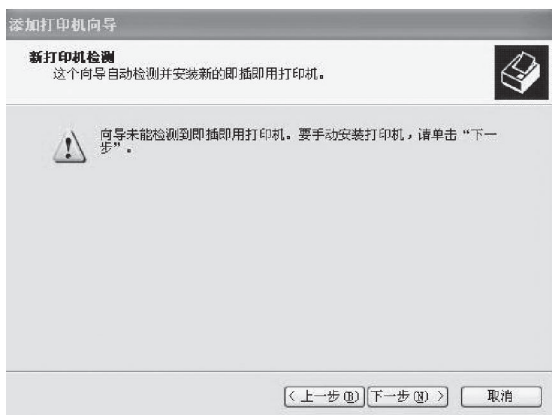 添加打印机向导
新打印机检测
这个向导自动检测并安装新的即插即用打印机。
向导未能检测到即插即用打印机。要手动安装打印机，请单击“下一
步”。
< 上一步(B) 下一步(N) > 取消